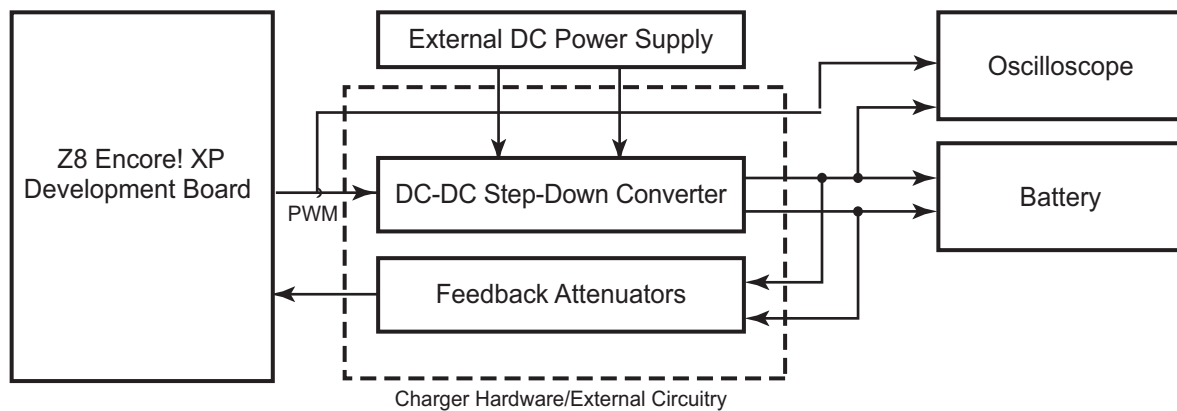 External DC Power Supply
Oscilloscope
Z8 Encore! XP
Development Board
PWM
DC-DC Step-Down Converter
Battery
Feedback Attenuators
Charger Hardware/External Circuitry